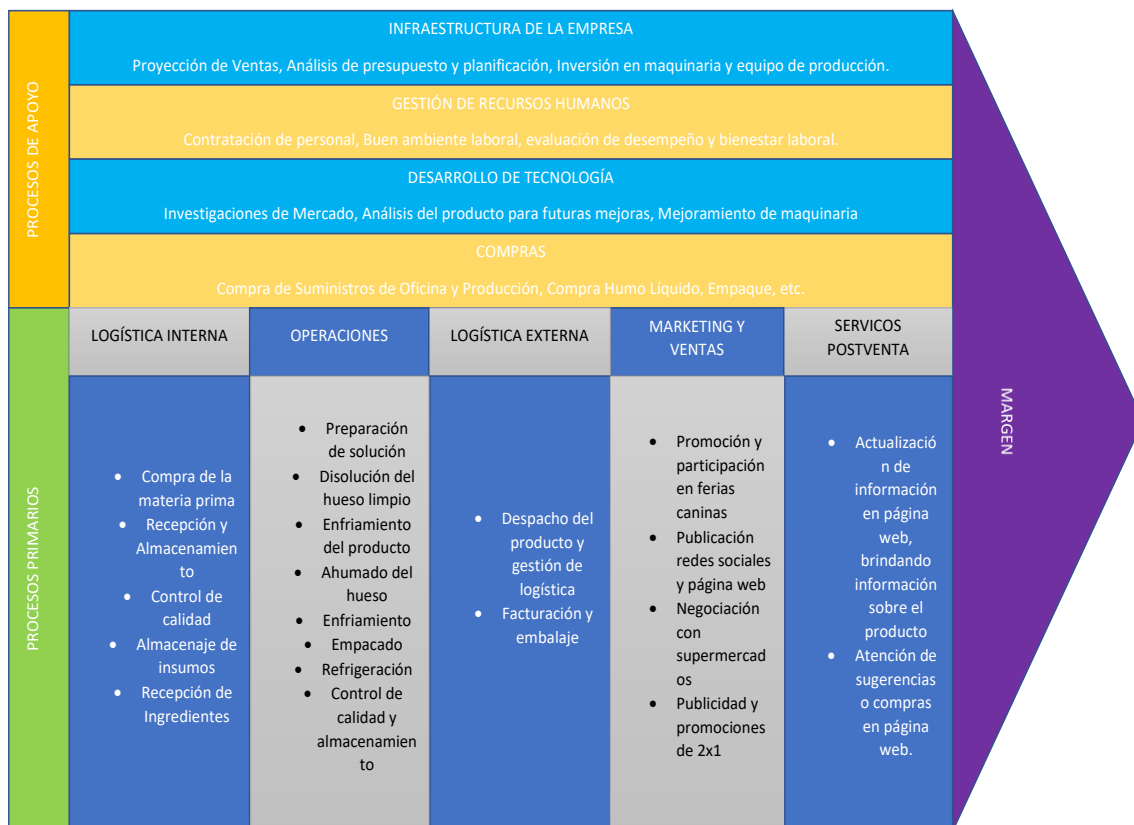 PROCESOS DE APOYO
INFRAESTRUCTURA DE LA EMPRESA
Proyección de Ventas, Análisis de presupuesto y planificación, Inversión en maquinaria y equipo de producción.
GESTIÓN DE RECURSOS HUMANOS
Contratación de personal, Buen ambiente laboral, evaluación de desempeño y bienestar laboral.
DESARROLLO DE TECNOLOGÍA
Investigaciones de Mercado, Análisis del producto para futuras mejoras, Mejoramiento de maquinaria
COMPRAS
Compra de Suministros de Oficina y Producción, Compra Humo Líquido, Empaque, etc.
PROCESOS PRIMARIOS
LOGÍSTICA INTERNA
• Compra de la
materia prima
• Recepción y
Almacenamien
to
• Control de
calidad
• Almacenaje de
insumos
• Recepción de
Ingredientes
OPERACIONES
• Preparación
de solución
• Disolución del
hueso limpio
• Enfriamiento
del producto
• Ahumado del
hueso
• Enfriamiento
• Empacado
• Refrigeración
• Control de
calidad y
almacenamien
to
LOGÍSTICA EXTERNA
• Despacho del
producto y
gestión de
logística
• Facturación y
embalaje
MARKETING Y
VENTAS
• Promoción y
participación
en ferias
caninas
• Publicación
redes sociales
y página web
• Negociación
con
supermercad
os
• Publicidad y
promociones
de 2x1
SERVICOS
POSTVENTA
• Actualizació
n de
información
en página
web,
brindando
información
sobre el
producto
• Atención de
sugerencias
o compras
en página
web.
MARGEN